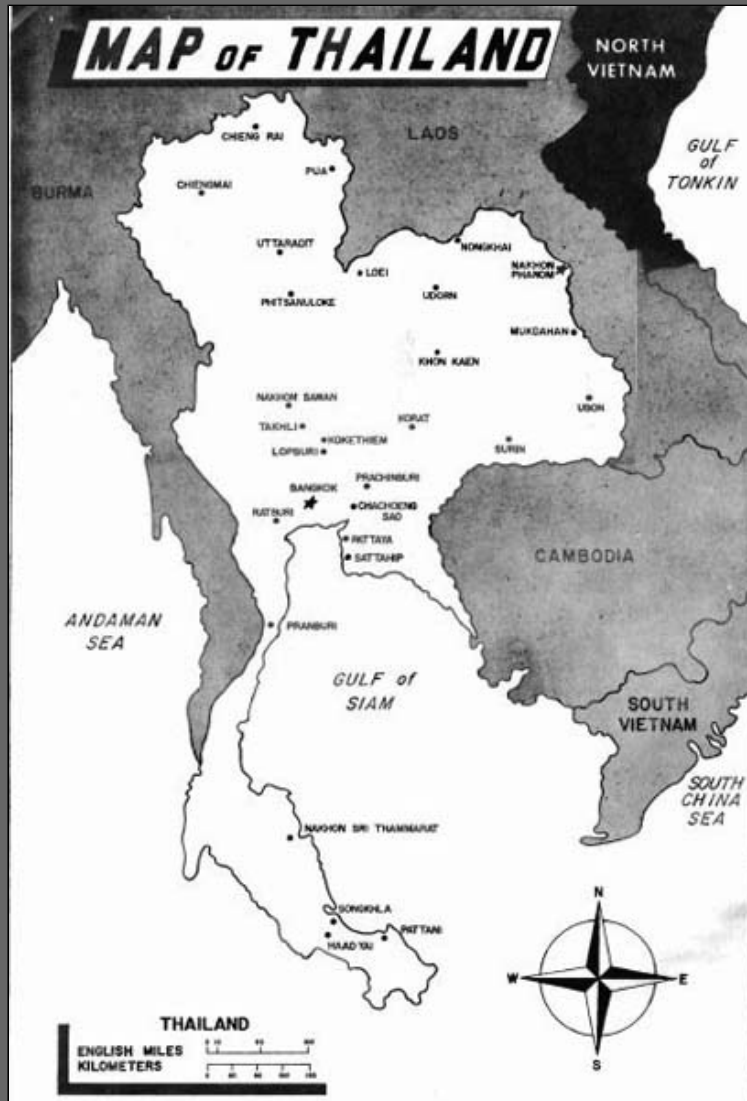 MAP OF THAILAND
NORTH
VIETNAM
LAOS
GULF
of
TONKIN
BURMA
CHIENG RAI
PUA
CHIENGMAI
UTTARADIT
NONGKHAI
LOEI
NAKHON
PHANOM
UDORN
PHITSANULOKE
MUKDAHAN
KHON KAEN
NAKHOM SAWAN
UBON
TAKHLI
KORAT
KOKETHIEM
LOPBURI
SURIN
PRACHINBURI
BANGKOK
CHACHOENG
SAO
RATBURI
PATTAYA
SATTAHIP
CAMBODIA
ANDAMAN
SEA
PRANBURI
GULF of
SIAM
SOUTH
VIETNAM
SOUTH
CHINA
SEA
NAKHON SRI THAMMARAT
SONGKHLA
PATTANI
HAAD YAI
N
W
E
S
THAILAND
ENGLISH MILES
KILOMETERS